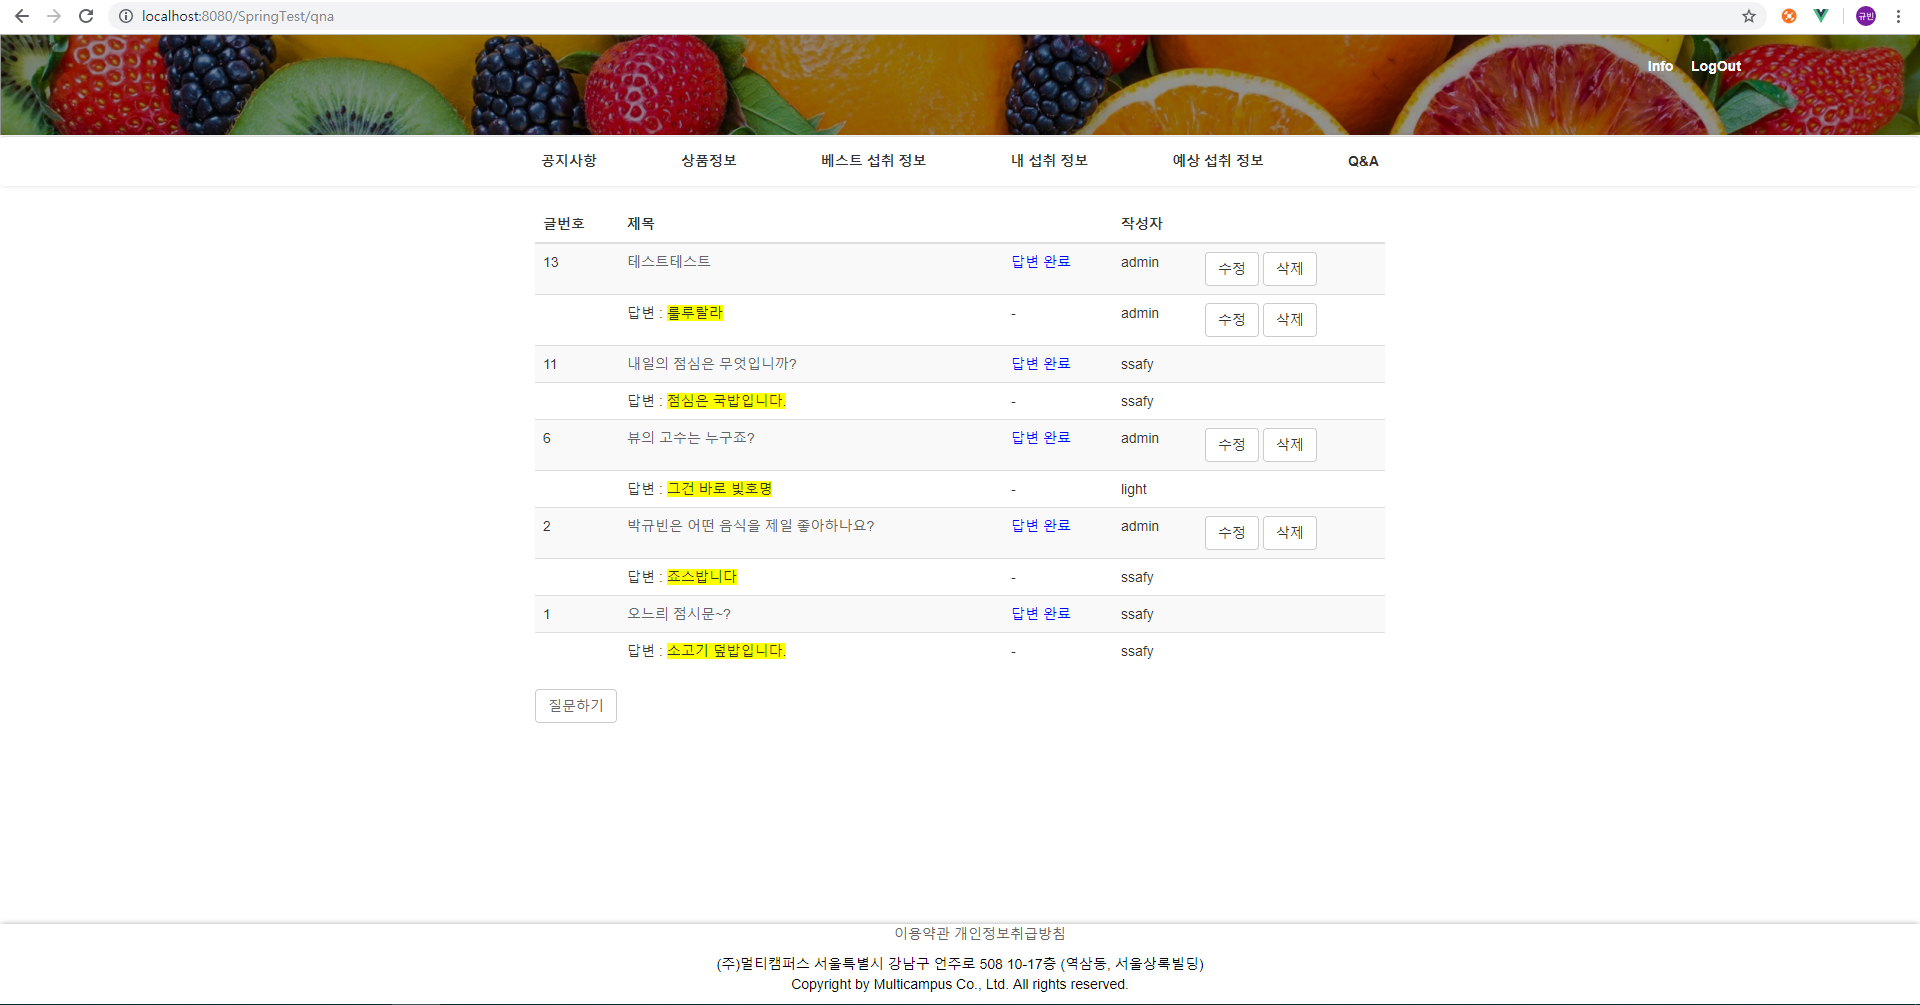 localhost:8080/SpringTest/qna 규빈
Info LogOut
공지사항 상품정보 베스트 섭취 정보 내 섭취 정보 예상 섭취 정보 Q&A
글번호 제목 작성자
13 테스트테스트 답변 완료 admin 수정 삭제
답변 : 룰루랄라 - admin 수정 삭제
11 내일의 점심은 무엇입니까? 답변 완료 ssafy
답변 : 점심은 국밥입니다. - ssafy
6 뷰의 고수는 누구죠? 답변 완료 admin 수정 삭제
답변 : 그건 바로 빛호명 - light
2 박규빈은 어떤 음식을 제일 좋아하나요? 답변 완료 admin 수정 삭제
답변 : 죠스밥니다 - ssafy
1 오느리 점시문~? 답변 완료 ssafy
답변 : 소고기 덮밥입니다. - ssafy
질문하기
이용약관 개인정보취급방침
(주)멀티캠퍼스 서울특별시 강남구 언주로 508 10-17층 (역삼동, 서울상록빌딩)
Copyright by Multicampus Co., Ltd. All rights reserved.